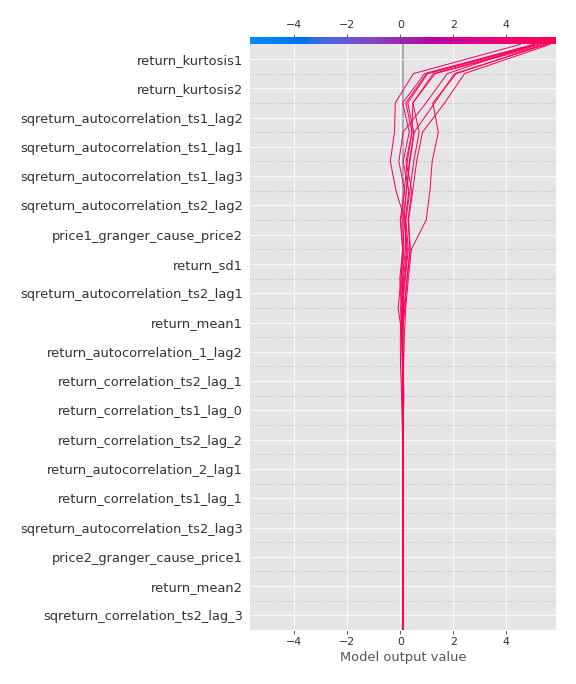 −4 −2 0 2 4
return_kurtosis1
return_kurtosis2
sqreturn_autocorrelation_ts1_lag2
sqreturn_autocorrelation_ts1_lag1
sqreturn_autocorrelation_ts1_lag3
sqreturn_autocorrelation_ts2_lag2
price1_granger_cause_price2
return_sd1
sqreturn_autocorrelation_ts2_lag1
return_mean1
return_autocorrelation_1_lag2
return_correlation_ts2_lag_1
return_correlation_ts1_lag_0
return_correlation_ts2_lag_2
return_autocorrelation_2_lag1
return_correlation_ts1_lag_1
sqreturn_autocorrelation_ts2_lag3
price2_granger_cause_price1
return_mean2
sqreturn_correlation_ts2_lag_3
−4 −2 0 2 4
Model output value